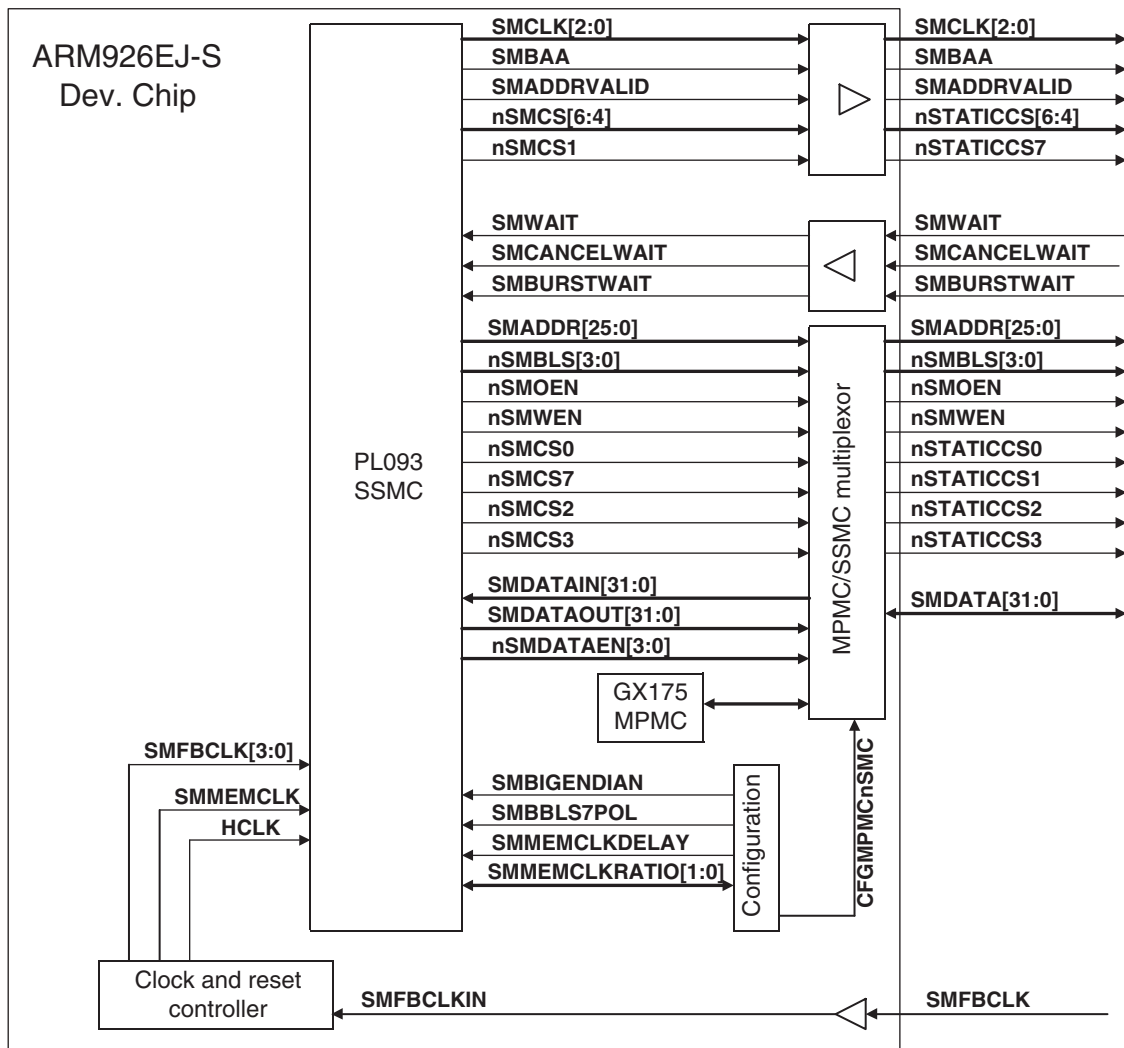 ARM926EJ-S
Dev. Chip
PL093
SSMC
SMCLK[2:0]
SMBAA
SMADDRVALID
nSMCS[6:4]
nSMCS1
SMCLK[2:0]
SMBAA
SMADDRVALID
nSTATICCS[6:4]
nSTATICCS7
SMWAIT
SMCANCELWAIT
SMBURSTWAIT
SMWAIT
SMCANCELWAIT
SMBURSTWAIT
SMADDR[25:0]
nSMBLS[3:0]
nSMOEN
nSMWEN
nSMCS0
nSMCS7
nSMCS2
nSMCS3
SMDATAIN[31:0]
SMDATAOUT[31:0]
nSMDATAEN[3:0]
MPMC/SSMC multiplexor
SMADDR[25:0]
nSMBLS[3:0]
nSMOEN
nSMWEN
nSTATICCS0
nSTATICCS1
nSTATICCS2
nSTATICCS3
SMDATA[31:0]
GX175
MPMC
SMFBCLK[3:0]
SMMEMCLK
HCLK
SMBIGENDIAN
SMBBLS7POL
SMMEMCLKDELAY
SMMEMCLKRATIO[1:0]
Configuration
CFGMPMCnSMC
Clock and reset
controller
SMFBCLKIN
SMFBCLK